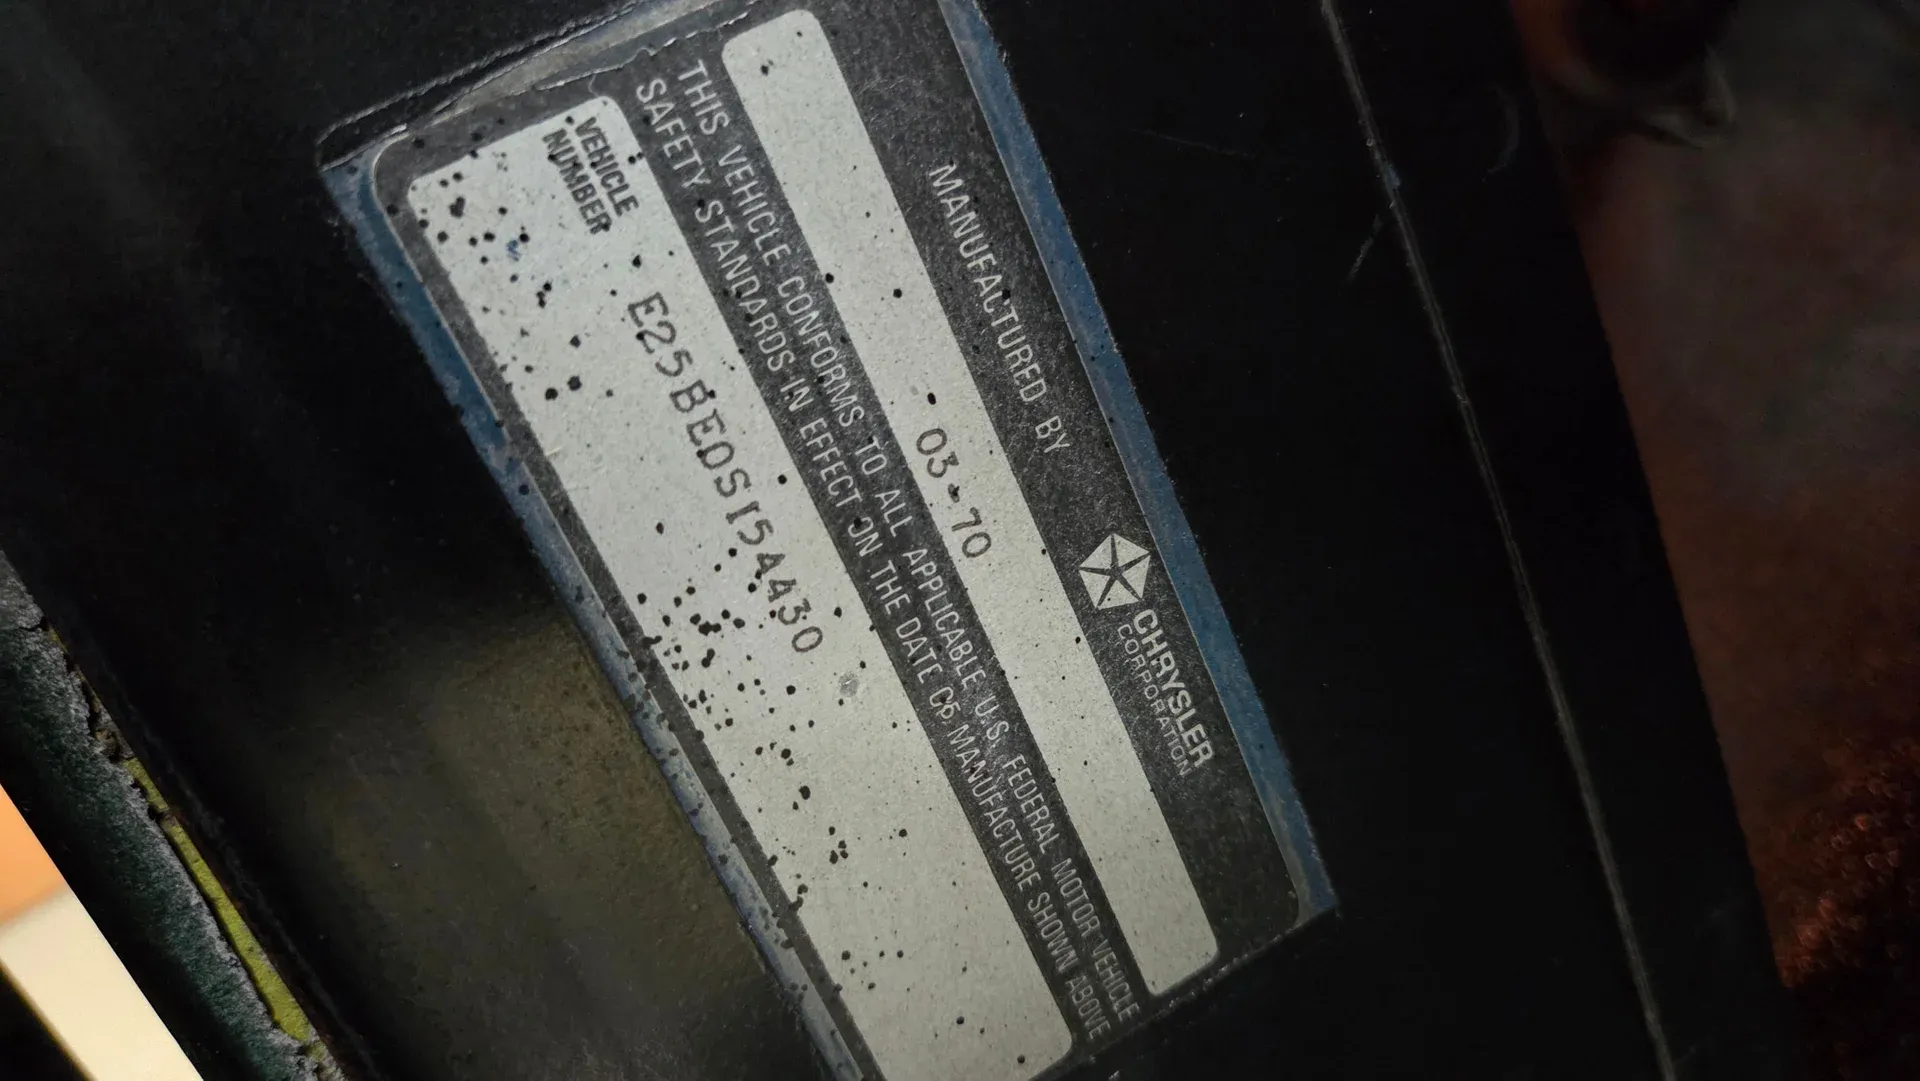 MANUFACTURED BY CHRYSLER
CORPORATION
03-70
THIS VEHICLE CONFORMS TO ALL APPLICABLE U.S. FEDERAL MOTOR VEHICLE
SAFETY STANDARDS IN EFFECT ON THE DATE OF MANUFACTURE SHOWN ABOVE
VEHICLE
NUMBER
E25BE0S154430